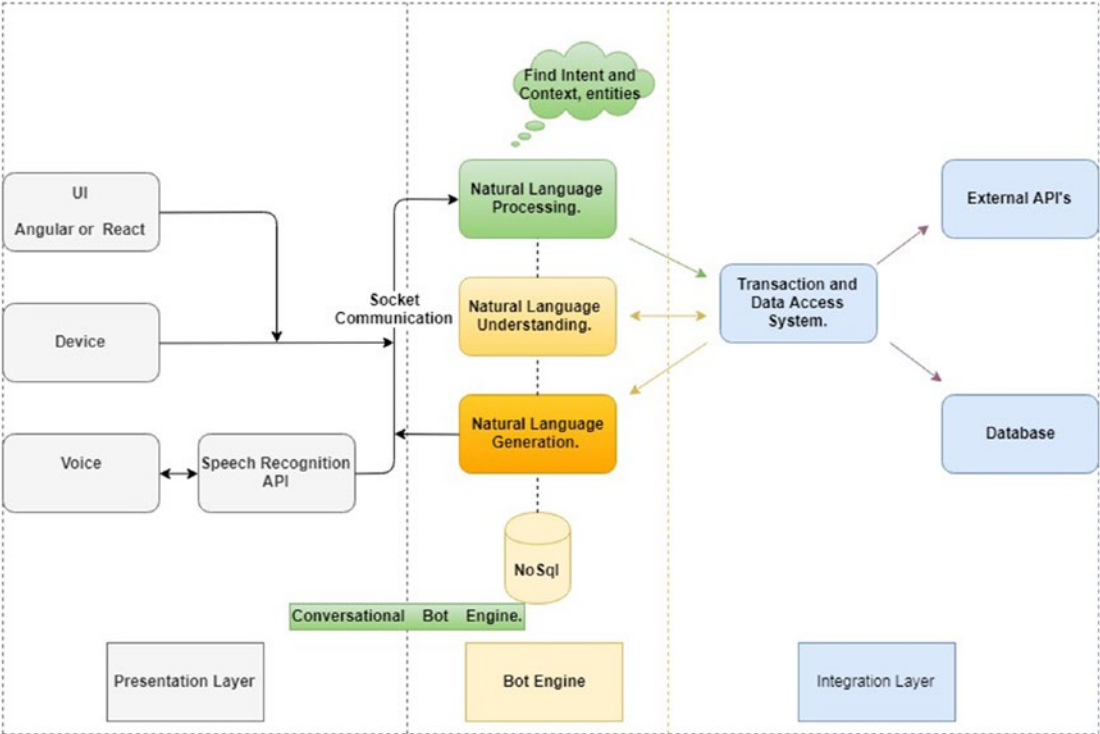 Find Intent and
Context, entities
UI
Angular or React
Device
Voice
Speech Recognition
API
Socket
Communication
Natural Language
Processing.
Natural Language
Understanding.
Natural Language
Generation.
NoSql
Conversational Bot Engine.
Transaction and
Data Access
System.
External API's
Database
Presentation Layer
Bot Engine
Integration Layer